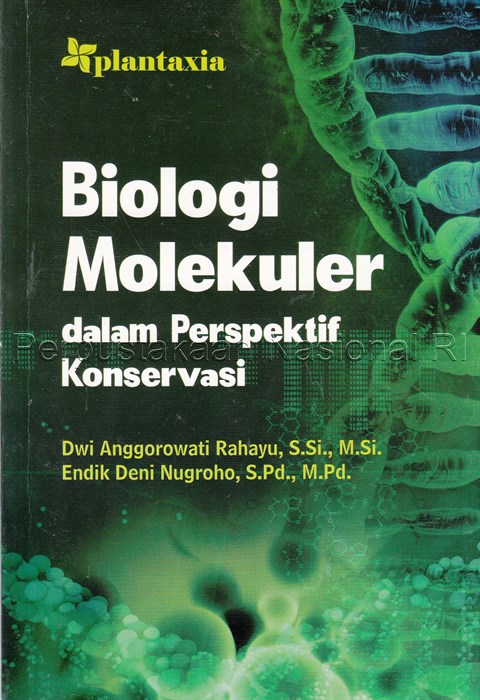 plantaxia
Biologi
Molekuler
dalam Perspektif
Perpustakaan Nasional RI
Konservasi
Dwi Anggorowati Rahayu, S.Si., M.Si.
Endik Deni Nugroho, S.Pd., M.Pd.